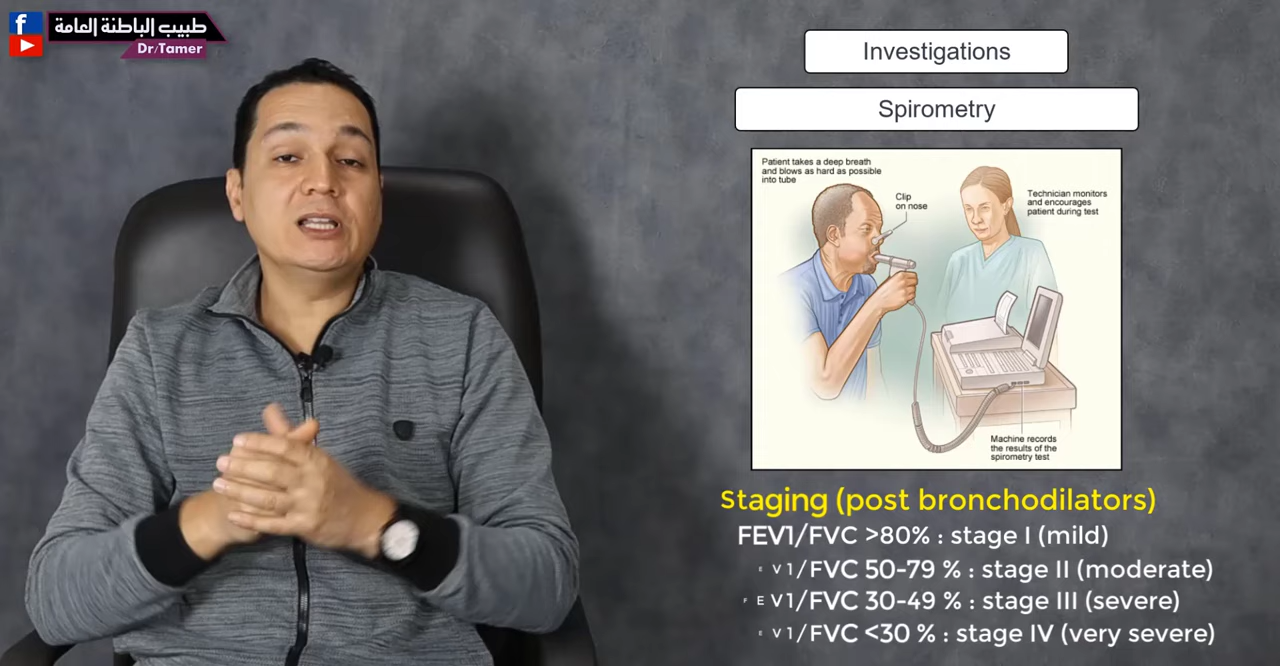 طبيب الباطنة العامة
Dr/Tamer
Investigations
Spirometry
Patient takes a deep breath
and blows as hard as possible
into tube
Clip
on nose
Technician monitors
and encourages
patient during test
Machine records
the results of the
spirometry test
Staging (post bronchodilators)
FEV1/FVC >80% : stage I (mild)
E V 1/FVC 50-79 % : stage II (moderate)
F E V1/FVC 30-49 % : stage III (severe)
E V 1/FVC <30 % : stage IV (very severe)